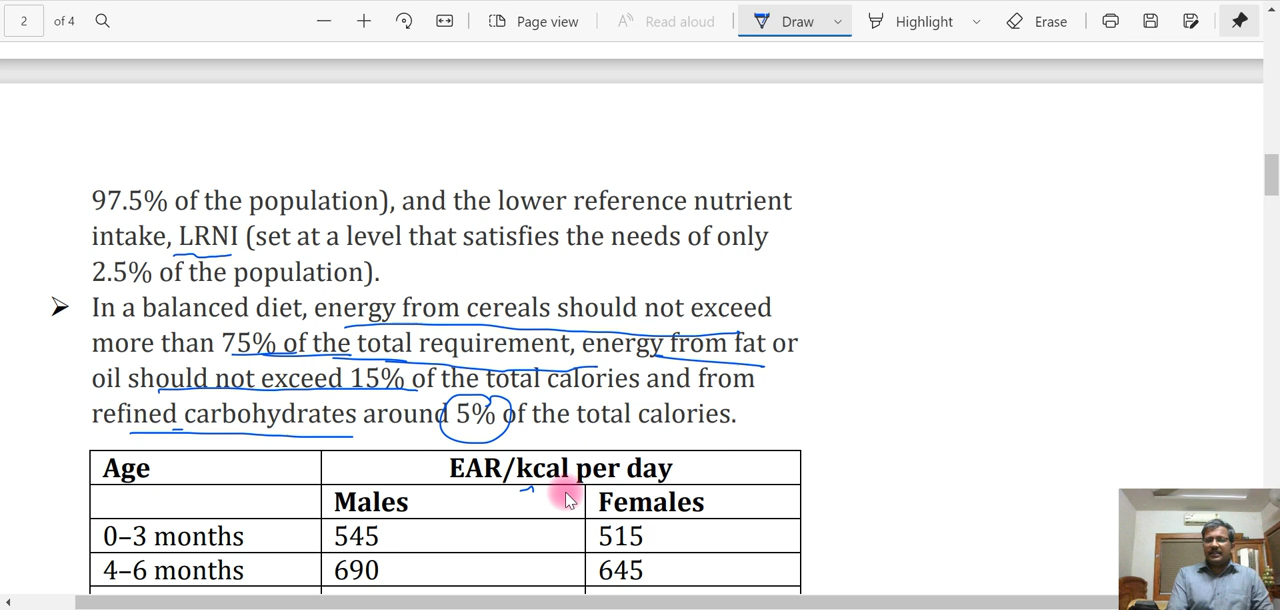 2 of 4 Page view Read aloud Draw Highlight Erase
97.5% of the population), and the lower reference nutrient
intake, LRNI (set at a level that satisfies the needs of only
2.5% of the population).
➢ In a balanced diet, energy from cereals should not exceed
more than 75% of the total requirement, energy from fat or
oil should not exceed 15% of the total calories and from
refined carbohydrates around 5% of the total calories.
Age EAR/kcal per day
Males Females
0–3 months 545 515
4–6 months 690 645